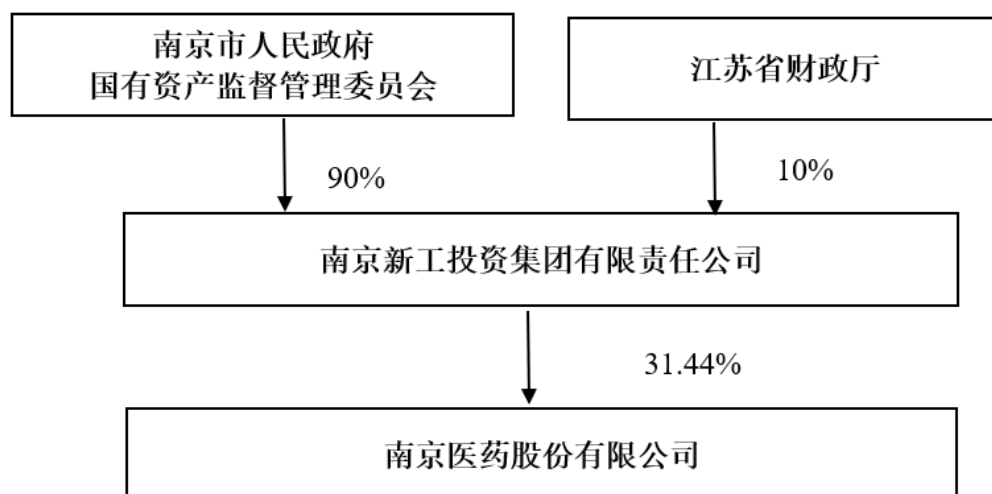 南京市人民政府
国有资产监督管理委员会
江苏省财政厅
90%
10%
南京新工投资集团有限责任公司
31.44%
南京医药股份有限公司